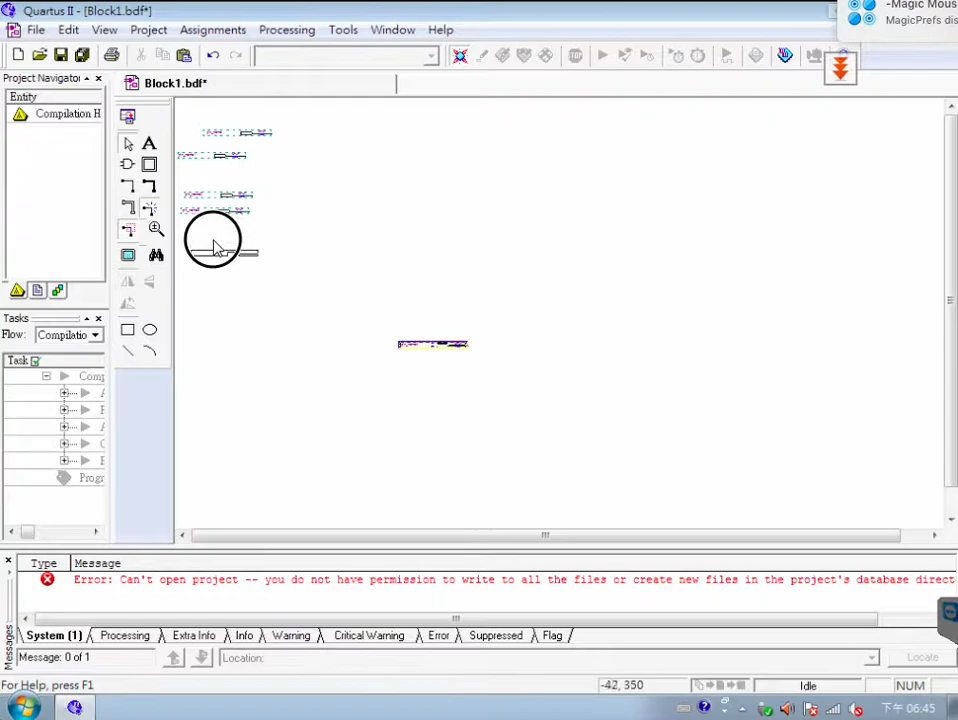 Quartus II - [Block1.bdf*]
-Magic Mous
MagicPrefs dis
File Edit View Project Assignments Processing Tools Window Help
Project Navigator
Block1.bdf*
Entity
Compilation H
Tasks
Flow: Compilatio
Task
Comp
Progr
Type Message
Error: Can't open project -- you do not have permission to write to all the files or create new files in the project's database direct
System (1) Processing Extra Info Info Warning Critical Warning Error Suppressed Flag
Messages
Message: 0 of 1 Location: Locate
For Help, press F1 -42, 350 Idle NUM
下午 06:45